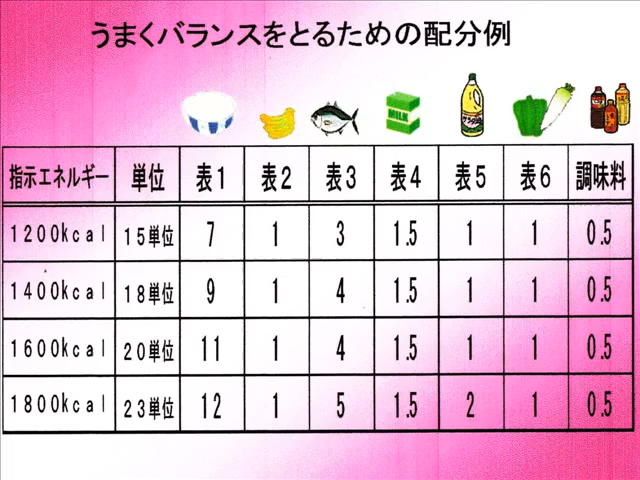 うまくバランスをとるための配分例
MILK
指示エネルギー 単位 表1 表2 表3 表4 表5 表6 調味料
1200kcal 15単位 7 1 3 1.5 1 1 0.5
1400kcal 18単位 9 1 4 1.5 1 1 0.5
1600kcal 20単位 11 1 4 1.5 1 1 0.5
1800kcal 23単位 12 1 5 1.5 2 1 0.5